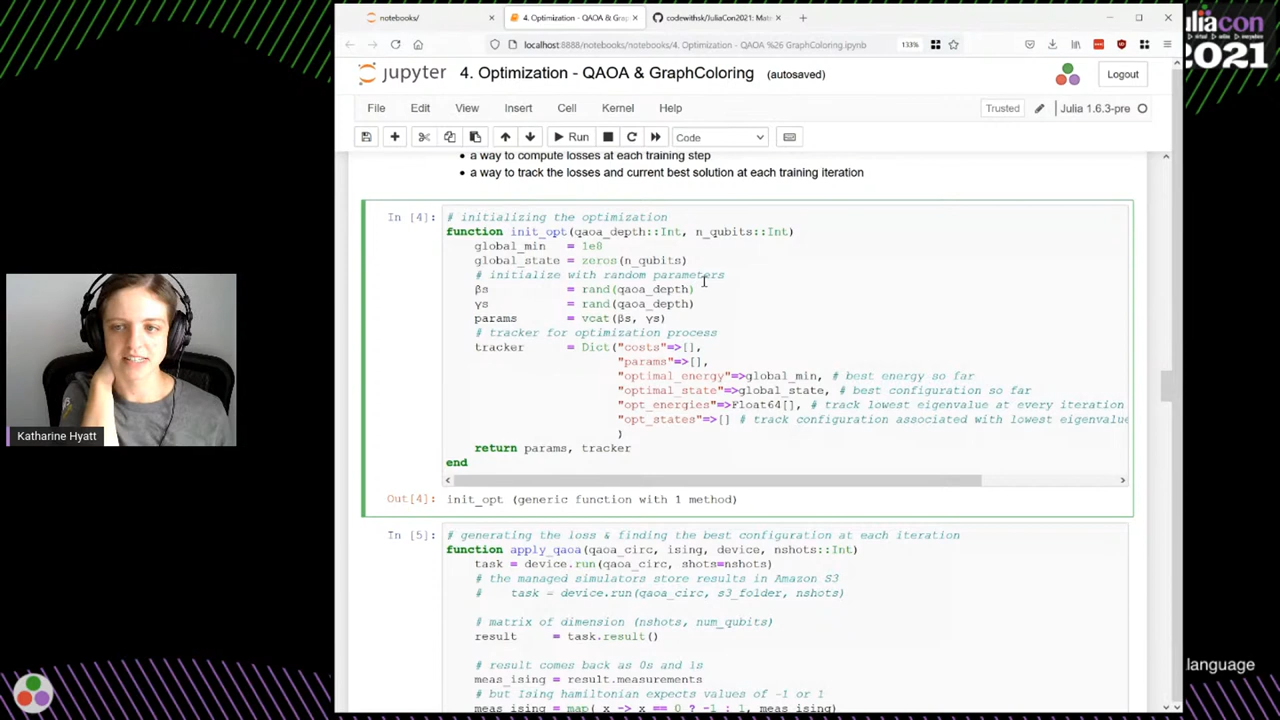 notebooks/
4. Optimization - QAOA & Grap
codewithsk/JuliaCon2021: Mate
localhost:8888/notebooks/notebooks/4. Optimization - QAOA %26 GraphColoring.ipynb
133%
uliacon
2021
jupyter
4. Optimization - QAOA & GraphColoring (autosaved)
Logout
File Edit View Insert Cell Kernel Help
Trusted
Julia 1.6.3-pre
Run
Code
a way to compute losses at each training step
a way to track the losses and current best solution at each training iteration
In [4]:
# initializing the optimization
function init_opt(qaoa_depth::Int, n_qubits::Int)
global_min = 1e8
global_state = zeros(n_qubits)
# initialize with random parameters
βs = rand(qaoa_depth)
γs = rand(qaoa_depth)
params = vcat(βs, γs)
# tracker for optimization process
tracker = Dict("costs"=>[],
"params"=>[],
"optimal_energy"=>global_min, # best energy so far
"optimal_state"=>global_state, # best configuration so far
"opt_energies"=>Float64[], # track lowest eigenvalue at every iteration
"opt_states"=>[] # track configuration associated with lowest eigenvalue
)
return params, tracker
end
Out[4]: init_opt (generic function with 1 method)
In [5]:
# generating the loss & finding the best configuration at each iteration
function apply_qaoa(qaoa_circ, ising, device, nshots::Int)
task = device.run(qaoa_circ, shots=nshots)
# the managed simulators store results in Amazon S3
# task = device.run(qaoa_circ, s3_folder, nshots)
# matrix of dimension (nshots, num_qubits)
result = task.result()
# result comes back as 0s and 1s
meas_ising = result.measurements
# but Ising hamiltonian expects values of -1 or 1
meas_ising = map( x -> x == 0 ? -1 : 1, meas_ising)
Katharine Hyatt
language